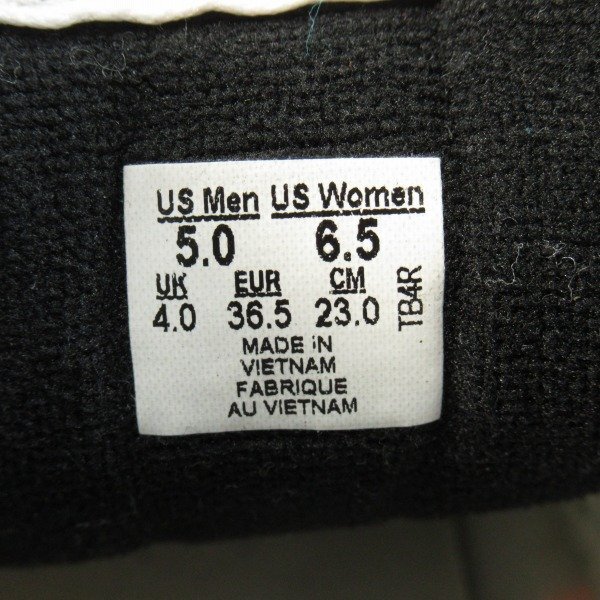 US Men US Women
5.0 6.5
UK EUR CM
4.0 36.5 23.0
TB4R
MADE iN
VIETNAM
FABRIQUE
AU VIETNAM